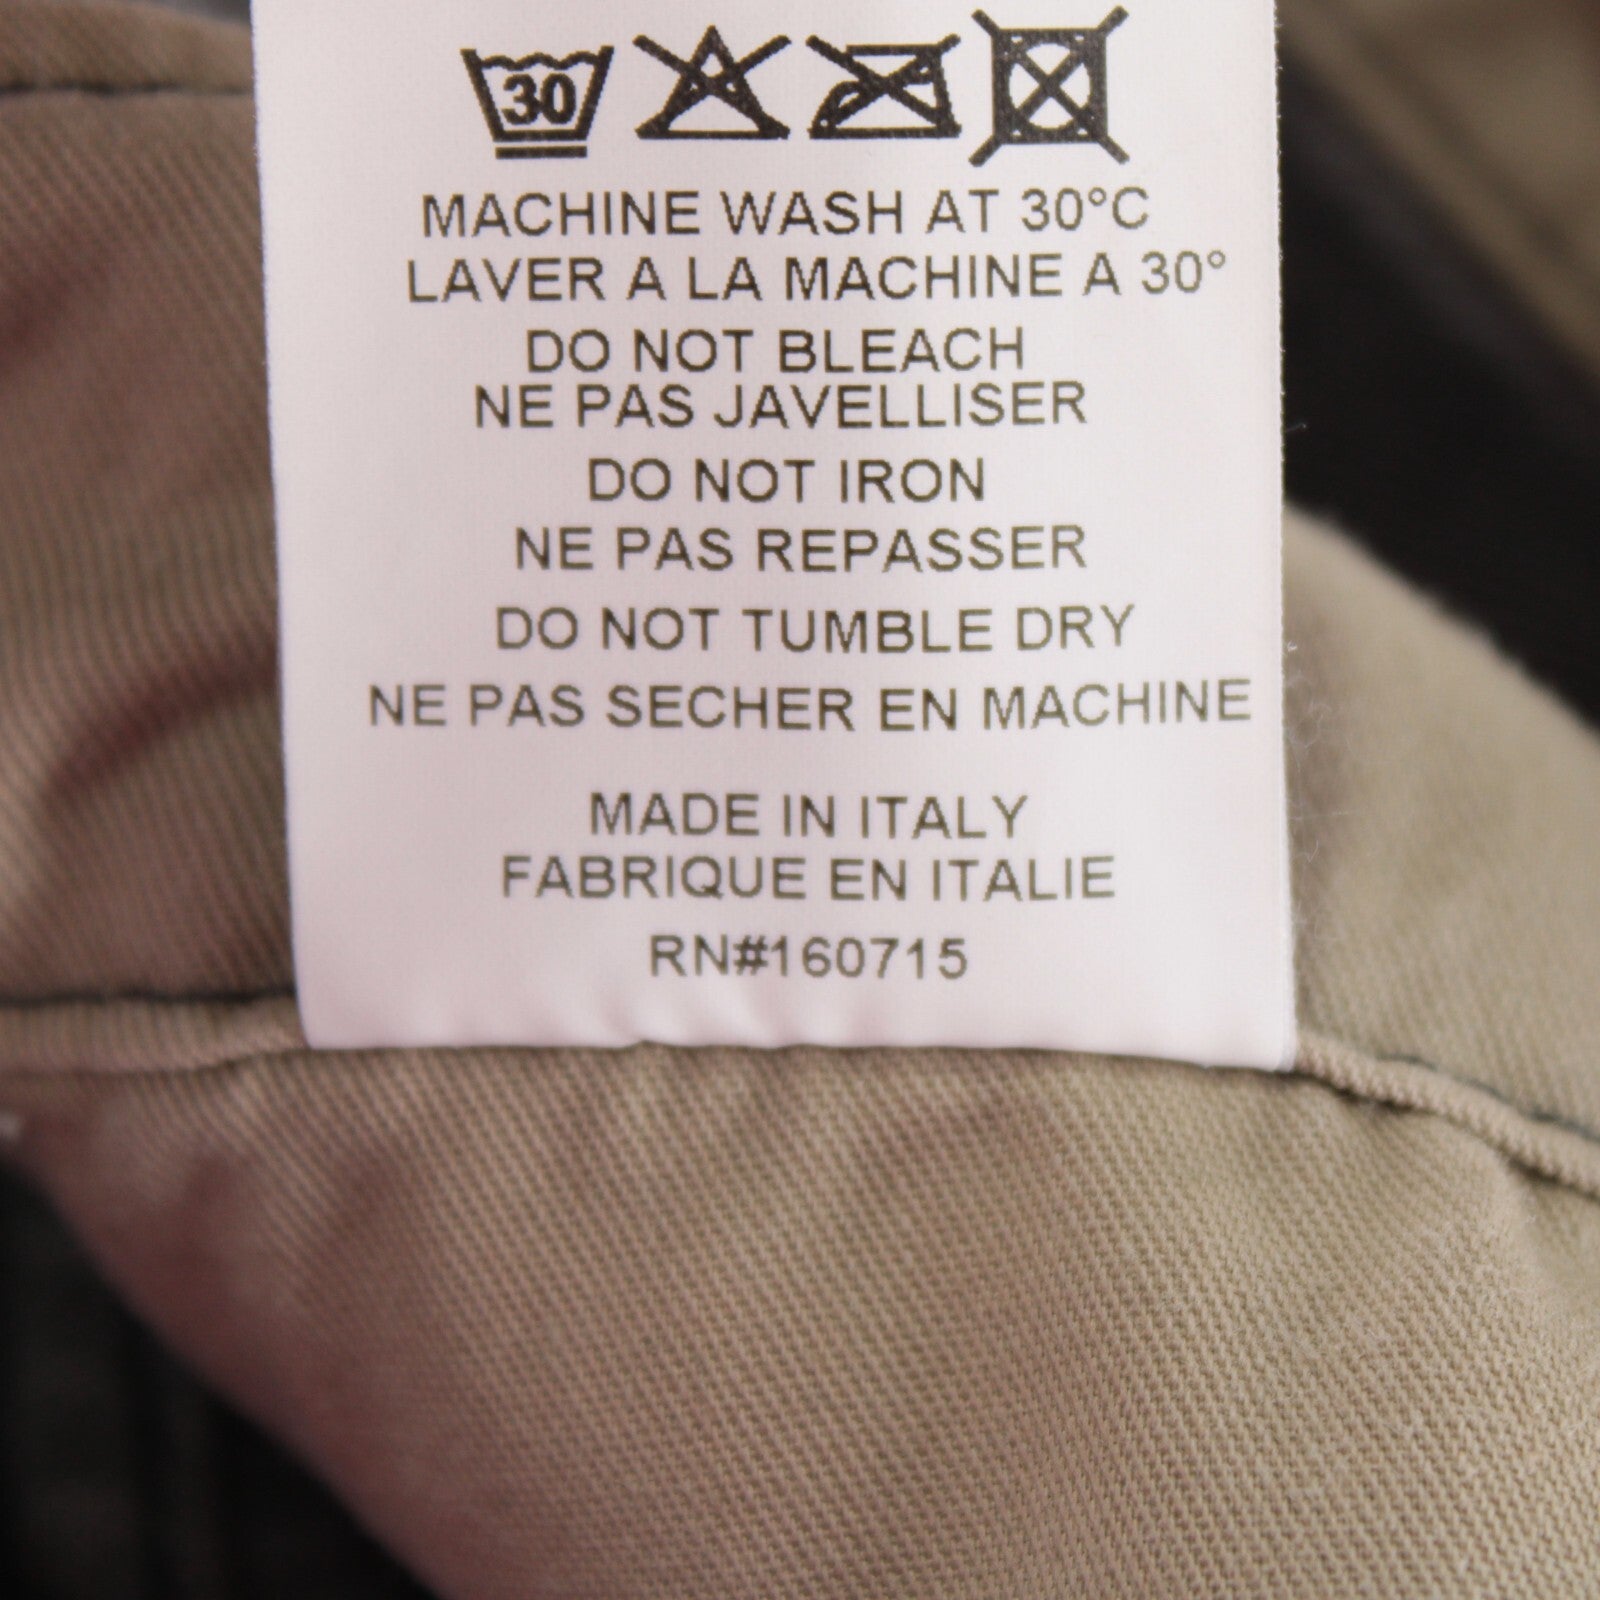 30
MACHINE WASH AT 30°C
LAVER A LA MACHINE A 30°
DO NOT BLEACH
NE PAS JAVELLISER
DO NOT IRON
NE PAS REPASSER
DO NOT TUMBLE DRY
NE PAS SECHER EN MACHINE
MADE IN ITALY
FABRIQUE EN ITALIE
RN#160715